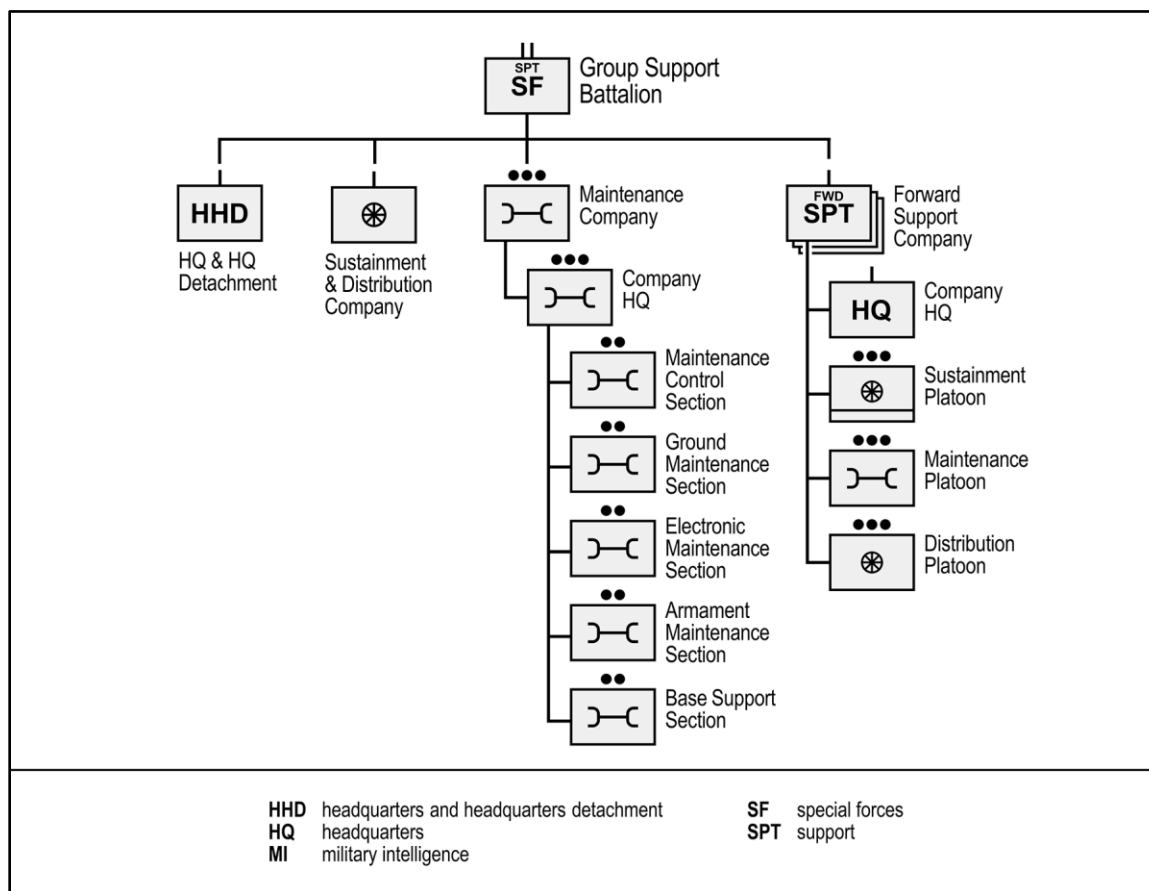 SPT
SF
Group Support
Battalion
HHD
HQ & HQ
Detachment
Sustainment
& Distribution
Company
Maintenance
Company
Company
HQ
Maintenance
Control
Section
Ground
Maintenance
Section
Electronic
Maintenance
Section
Armament
Maintenance
Section
Base Support
Section
FWD
SPT
Forward
Support
Company
HQ
Company
HQ
Sustainment
Platoon
Maintenance
Platoon
Distribution
Platoon
HHD headquarters and headquarters detachment
HQ headquarters
MI military intelligence
SF special forces
SPT support